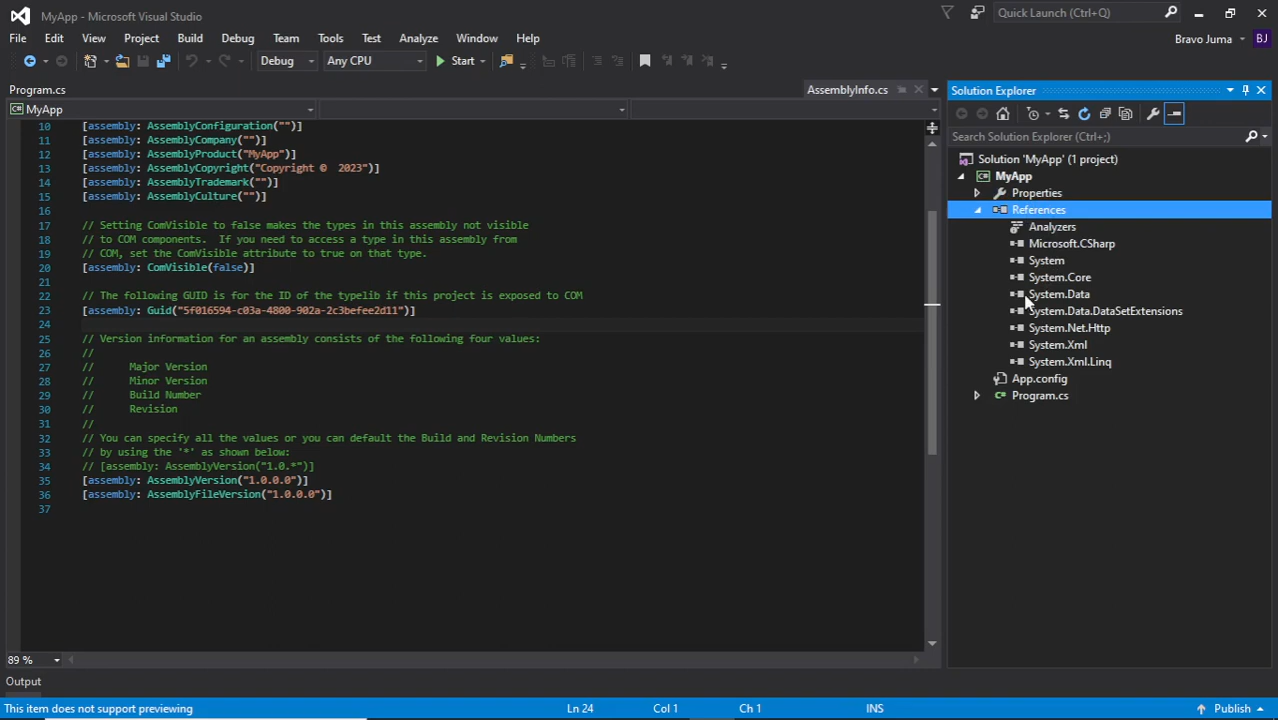 MyApp - Microsoft Visual Studio
Quick Launch (Ctrl+Q)
File Edit View Project Build Debug Team Tools Test Analyze Window Help
Bravo Juma BJ
Debug Any CPU Start
Program.cs
AssemblyInfo.cs
MyApp
10 [assembly: AssemblyConfiguration("")]
11 [assembly: AssemblyCompany("")]
12 [assembly: AssemblyProduct("MyApp")]
13 [assembly: AssemblyCopyright("Copyright ©  2023")]
14 [assembly: AssemblyTrademark("")]
15 [assembly: AssemblyCulture("")]
16
17 // Setting ComVisible to false makes the types in this assembly not visible
18 // to COM components.  If you need to access a type in this assembly from
19 // COM, set the ComVisible attribute to true on that type.
20 [assembly: ComVisible(false)]
21
22 // The following GUID is for the ID of the typelib if this project is exposed to COM
23 [assembly: Guid("5f016594-c03a-4800-902a-2c3befee2d11")]
24
25 // Version information for an assembly consists of the following four values:
26 //
27 //      Major Version
28 //      Minor Version
29 //      Build Number
30 //      Revision
31 //
32 // You can specify all the values or you can default the Build and Revision Numbers
33 // by using the '*' as shown below:
34 // [assembly: AssemblyVersion("1.0.*")]
35 [assembly: AssemblyVersion("1.0.0.0")]
36 [assembly: AssemblyFileVersion("1.0.0.0")]
37
89 %
Output
This item does not support previewing
Ln 24 Col 1 Ch 1 INS
Publish
Solution Explorer
Search Solution Explorer (Ctrl+;)
Solution 'MyApp' (1 project)
C# MyApp
Properties
References
Analyzers
Microsoft.CSharp
System
System.Core
System.Data
System.Data.DataSetExtensions
System.Net.Http
System.Xml
System.Xml.Linq
App.config
C# Program.cs